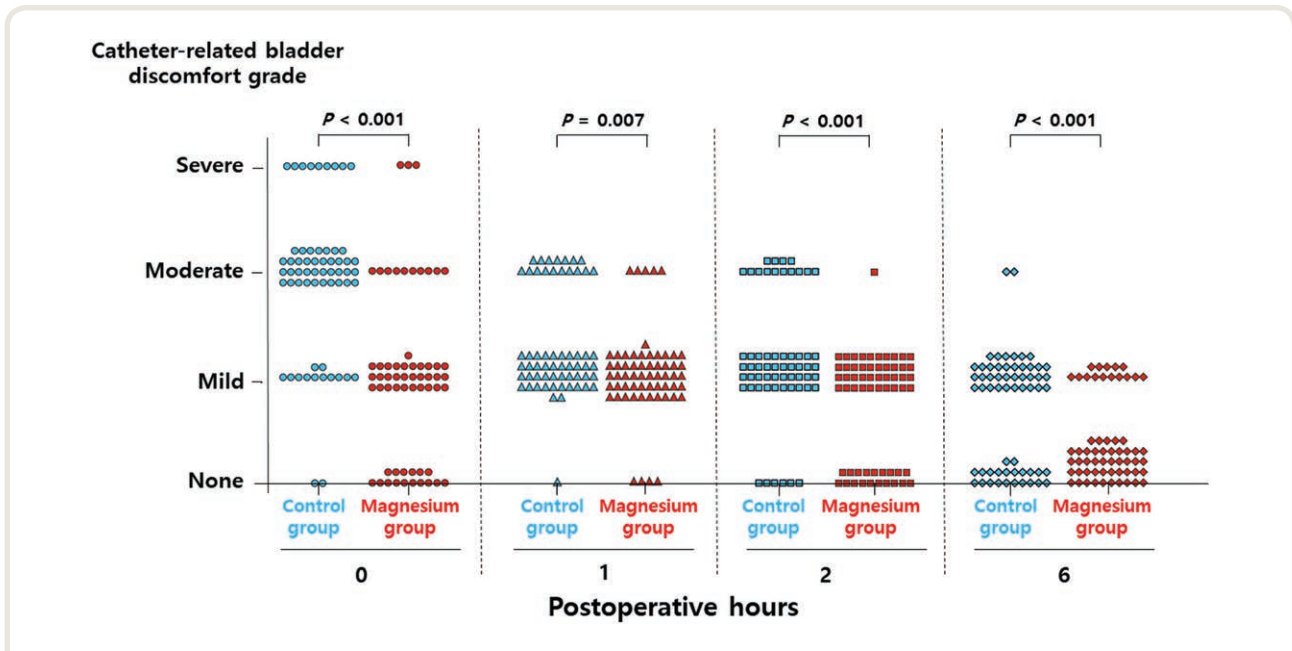 Catheter-related bladder
discomfort grade
P < 0.001
P = 0.007
P < 0.001
P < 0.001
Severe
Moderate
Mild
None
Control
group
Magnesium
group
Control
group
Magnesium
group
Control
group
Magnesium
group
Control
group
Magnesium
group
0
1
2
6
Postoperative hours